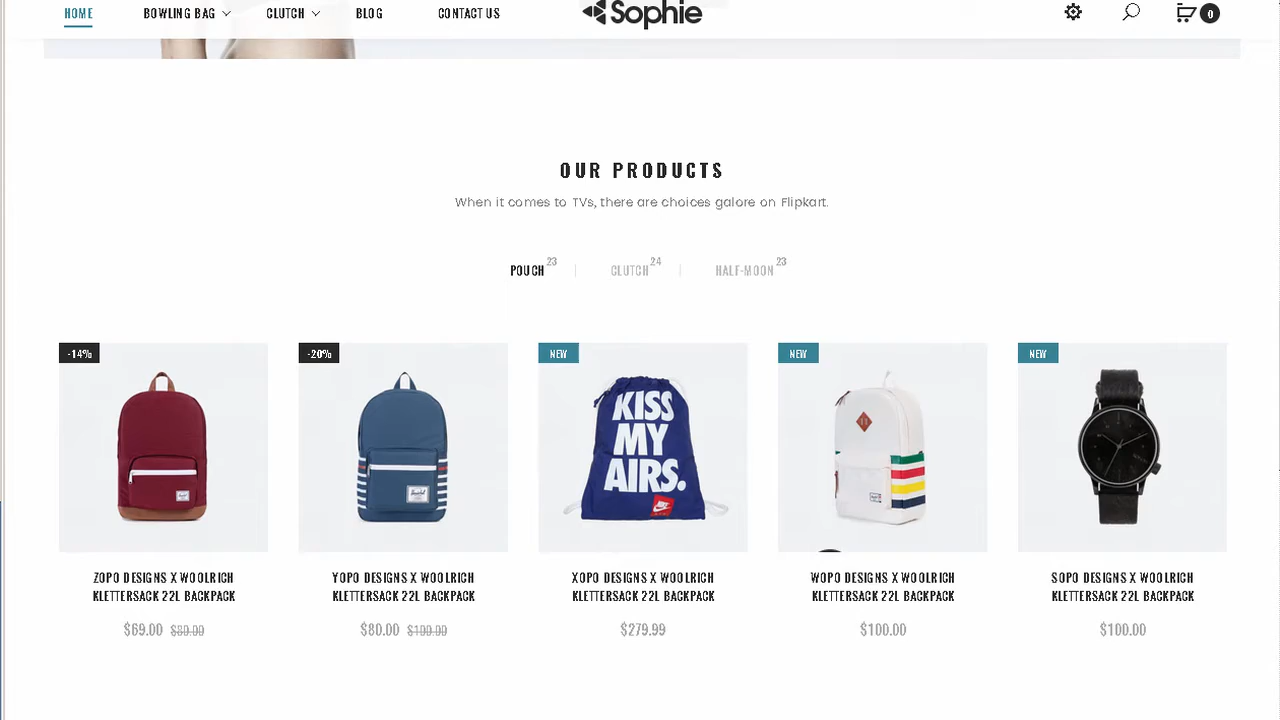 HOME BOWLING BAG CLUTCH BLOG CONTACT US Sophie 0
OUR PRODUCTS
When it comes to TVs, there are choices galore on Flipkart.
POUCH 23 CLUTCH 24 HALF-MOON 23
-14% -20% NEW NEW NEW
KISS
MY
AIRS.
ZOPO DESIGNS X WOOLRICH
KLETTERSACK 22L BACKPACK
$69.00 $80.00
YOPO DESIGNS X WOOLRICH
KLETTERSACK 22L BACKPACK
$80.00 $100.00
XOPO DESIGNS X WOOLRICH
KLETTERSACK 22L BACKPACK
$279.99
WOPO DESIGNS X WOOLRICH
KLETTERSACK 22L BACKPACK
$100.00
SOPO DESIGNS X WOOLRICH
KLETTERSACK 22L BACKPACK
$100.00